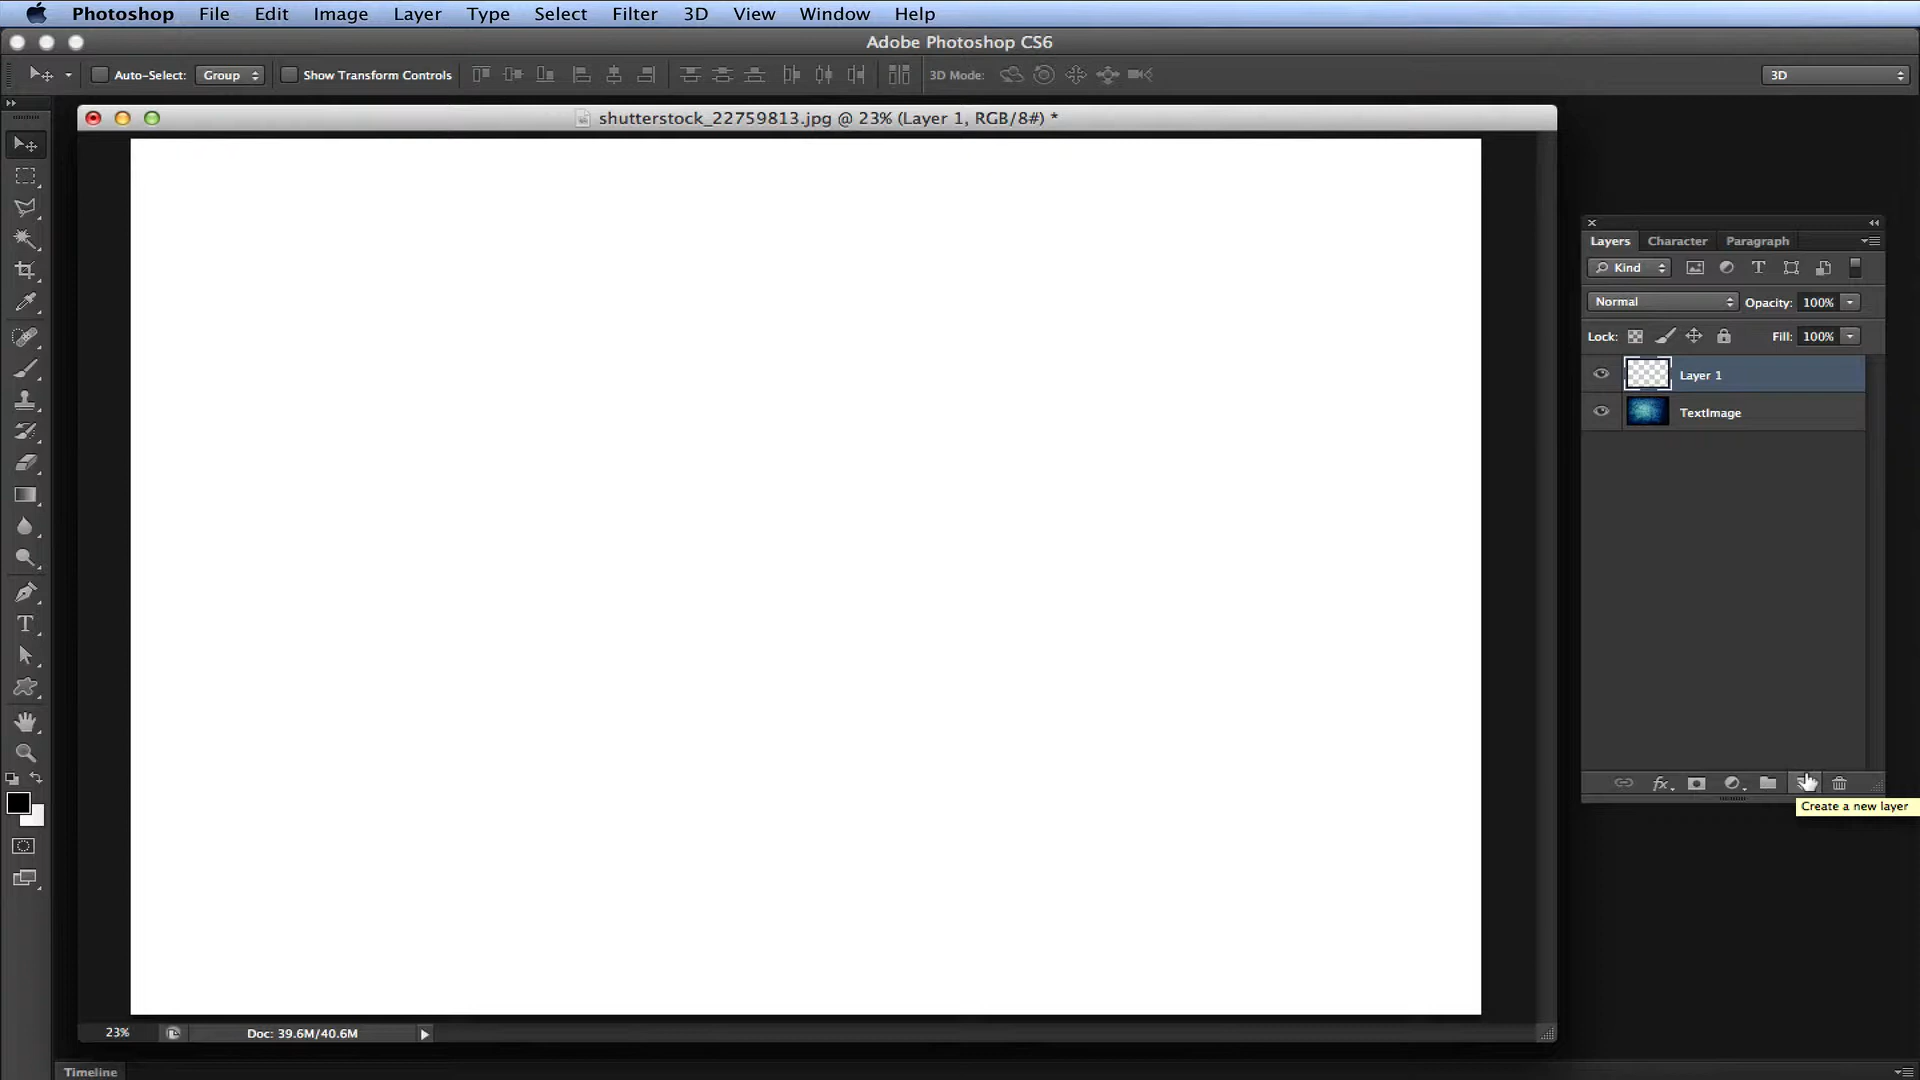 Photoshop File Edit Image Layer Type Select Filter 3D View Window Help
Adobe Photoshop CS6
Auto-Select: Group Show Transform Controls 3D Mode: 3D
shutterstock_22759813.jpg @ 23% (Layer 1, RGB/8#) *
Layers Character Paragraph
Kind
Normal Opacity: 100%
Lock: Fill: 100%
Layer 1
TextImage
Create a new layer
23% Doc: 39.6M/40.6M
Timeline